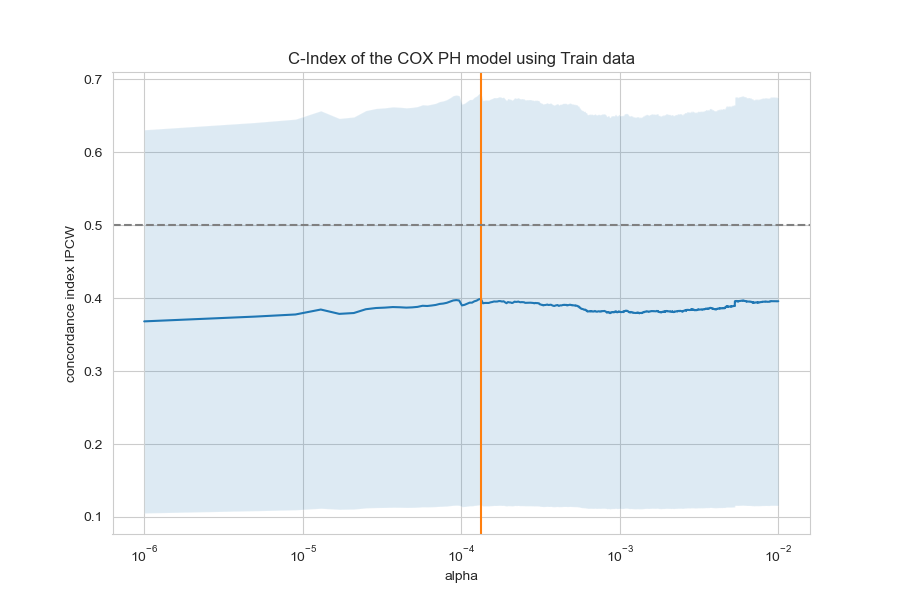 C-Index of the COX PH model using Train data
concordance index IPCW
0.7
0.6
0.5
0.4
0.3
0.2
0.1
10⁻⁶ 10⁻⁵ 10⁻⁴ 10⁻³ 10⁻²
alpha